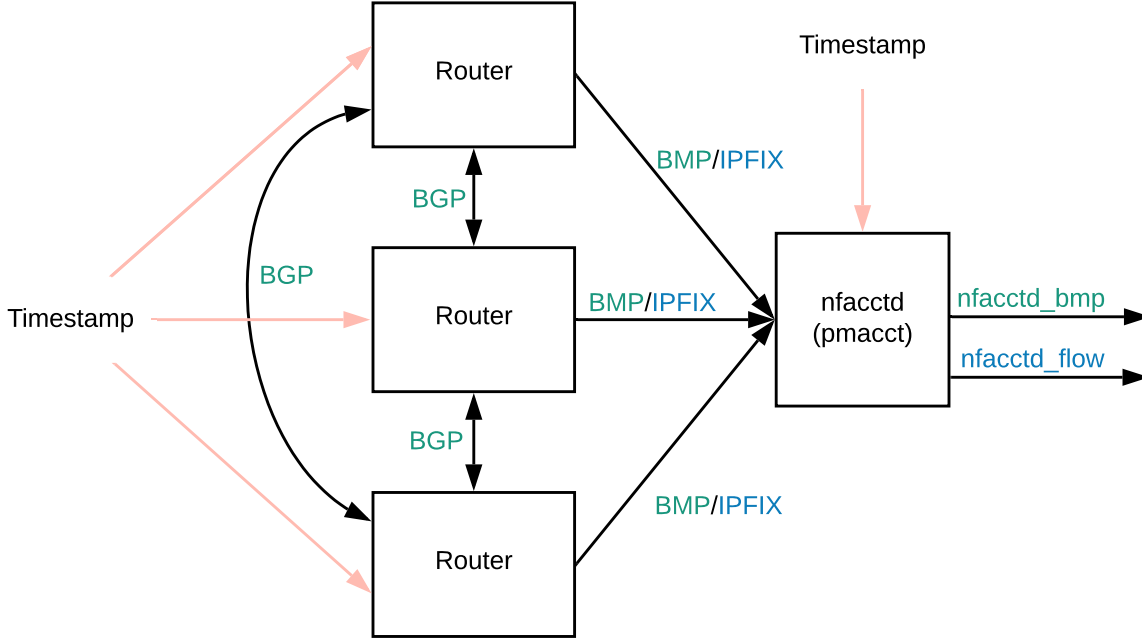 Timestamp
Router
BMP/IPFIX
BGP
BGP
Timestamp
Router
BMP/IPFIX
nfacctd
(pmacct)
nfacctd_bmp
nfacctd_flow
BGP
BMP/IPFIX
Router